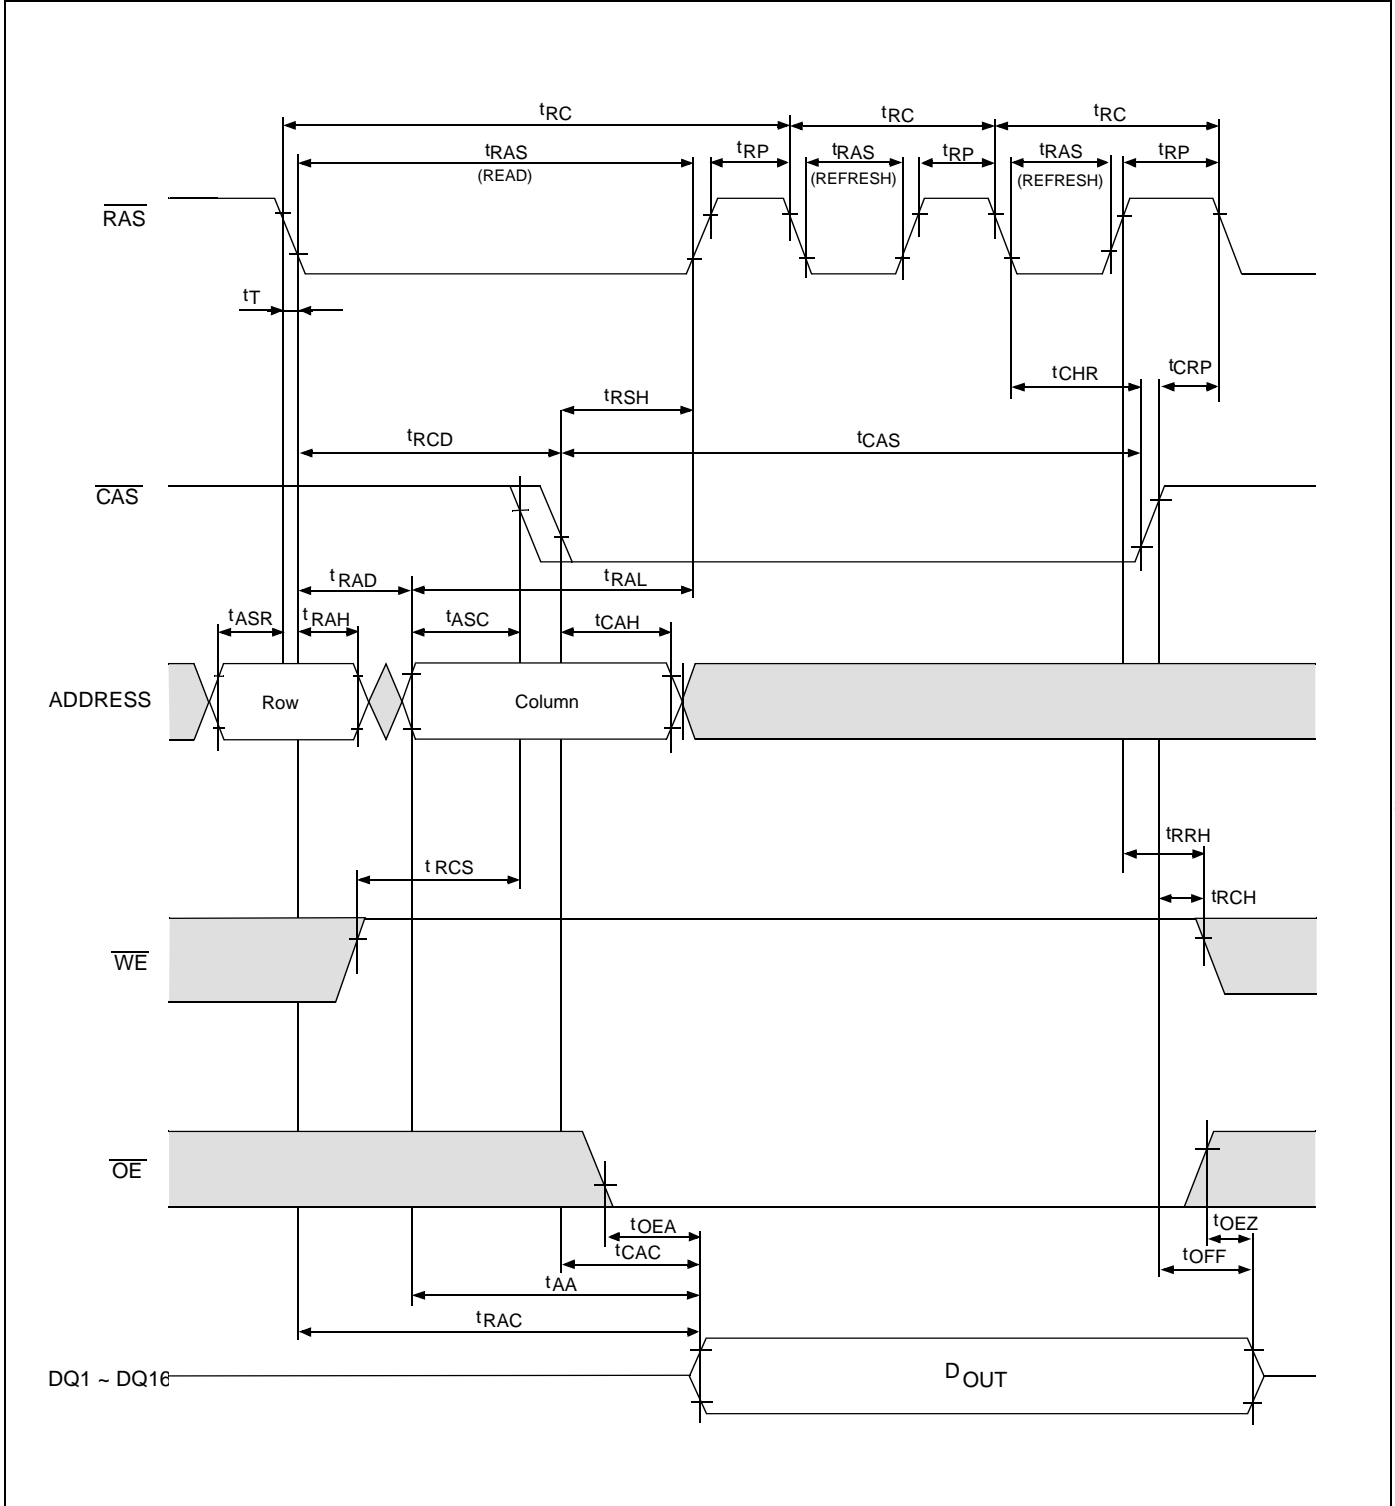 tRC tRC tRC
tRAS tRP tRAS tRP tRAS tRP
(READ) (REFRESH) (REFRESH)
RAS
tT
tCHR tCRP
tRSH
tRCD tCAS
CAS
tRAD tRAL
tASR tRAH tASC tCAH
ADDRESS Row Column
tRRH
tRCS
tRCH
WE
OE
tOEA tOEZ
tCAC tOFF
tAA
tRAC
DQ1 ~ DQ16 DOUT